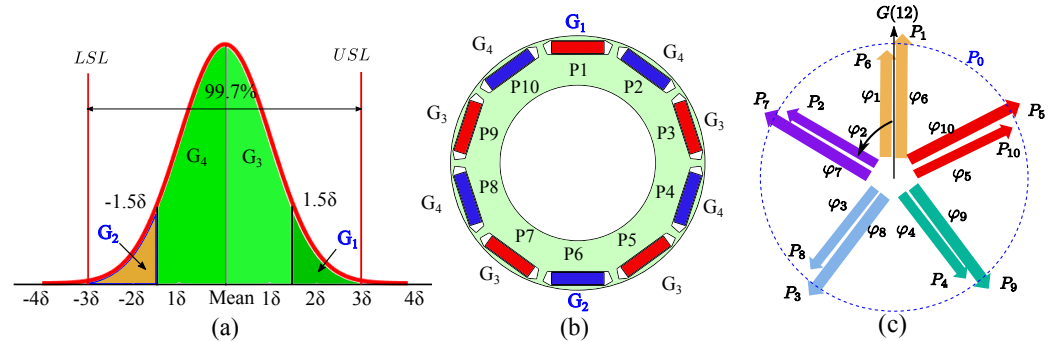 LSL
USL
99.7%
G₄
G₃
-1.5δ
1.5δ
G₂
G₁
-4δ
-3δ
1δ
Mean
1δ
2δ
3δ
4δ
(a)
G₁
G₄
G₄
P1
P10
P2
G₃
G₃
P9
P3
P8
P4
G₄
G₄
P7
P5
P6
G₃
G₃
G₂
(b)
G(12)
P₁
P₆
P₀
P₇
P₂
φ₁
φ₆
P₅
φ₂
φ₁₀
P₁₀
φ₇
φ₅
φ₃
φ₉
φ₈
φ₄
P₈
P₄
P₉
P₃
(c)